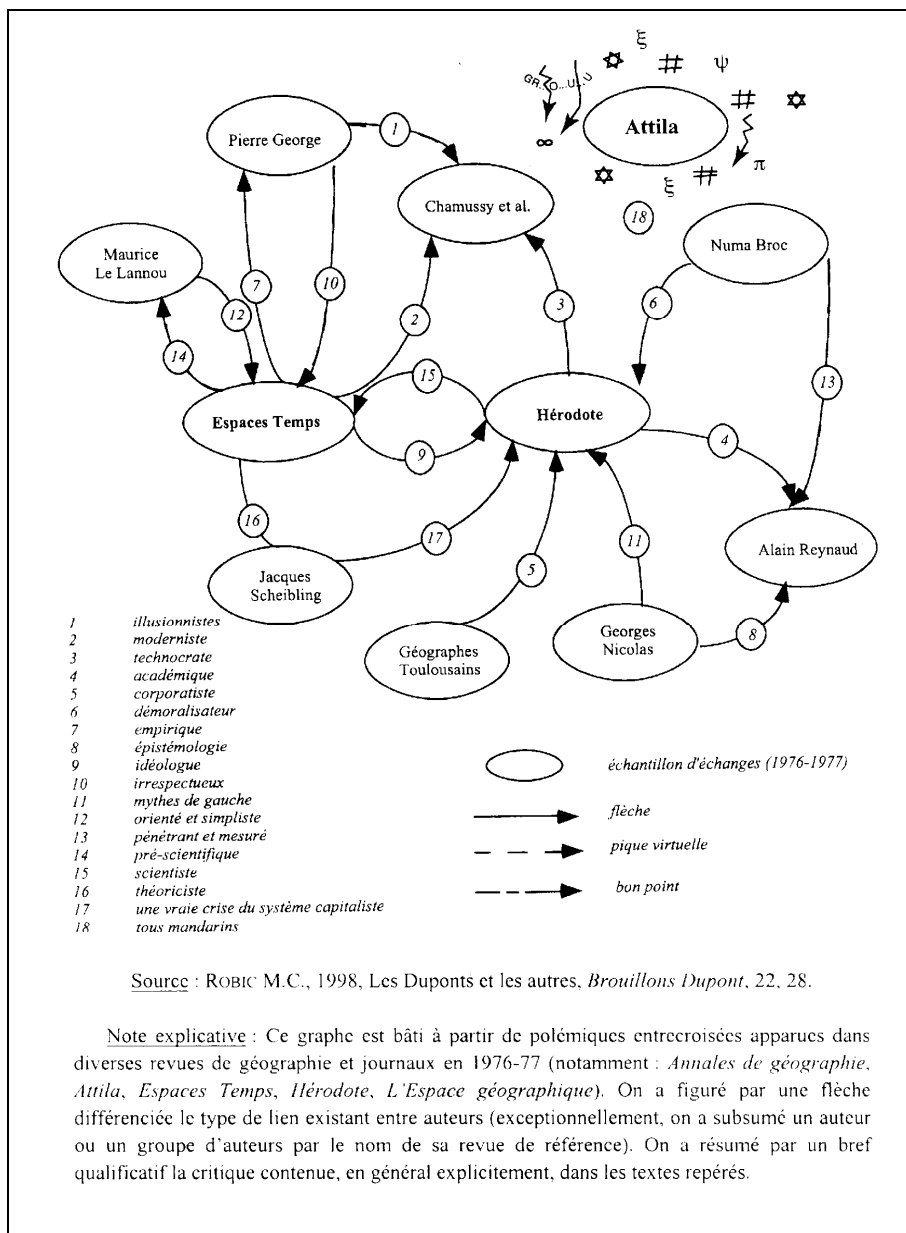 ξ
# ψ
GR...O...U...U
#
Attila
∞
π
ξ #
Pierre George
1
Chamussy et al.
18
Numa Broc
Maurice
Le Lannou
7
10
12
2
3
6
14
15
13
Espaces Temps
Hérodote
9
4
16
17
11
Alain Reynaud
Jacques
Scheibling
5
Géographes
Toulousains
Georges
Nicolas
8
1 illusionnistes
2 moderniste
3 technocrate
4 académique
5 corporatiste
6 démoralisateur
7 empirique
8 épistémologie
9 idéologue
10 irrespectueux
11 mythes de gauche
12 orienté et simpliste
13 pénétrant et mesuré
14 pré-scientifique
15 scientiste
16 théoriciste
17 une vraie crise du système capitaliste
18 tous mandarins
échantillon d'échanges (1976-1977)
flèche
pique virtuelle
bon point
Source : ROBIC M.C., 1998, Les Duponts et les autres, Brouillons Dupont, 22, 28.
Note explicative : Ce graphe est bâti à partir de polémiques entrecroisées apparues dans
diverses revues de géographie et journaux en 1976-77 (notamment : Annales de géographie,
Attila, Espaces Temps, Hérodote, L'Espace géographique). On a figuré par une flèche
différenciée le type de lien existant entre auteurs (exceptionnellement, on a subsumé un auteur
ou un groupe d'auteurs par le nom de sa revue de référence). On a résumé par un bref
qualificatif la critique contenue, en général explicitement, dans les textes repérés.